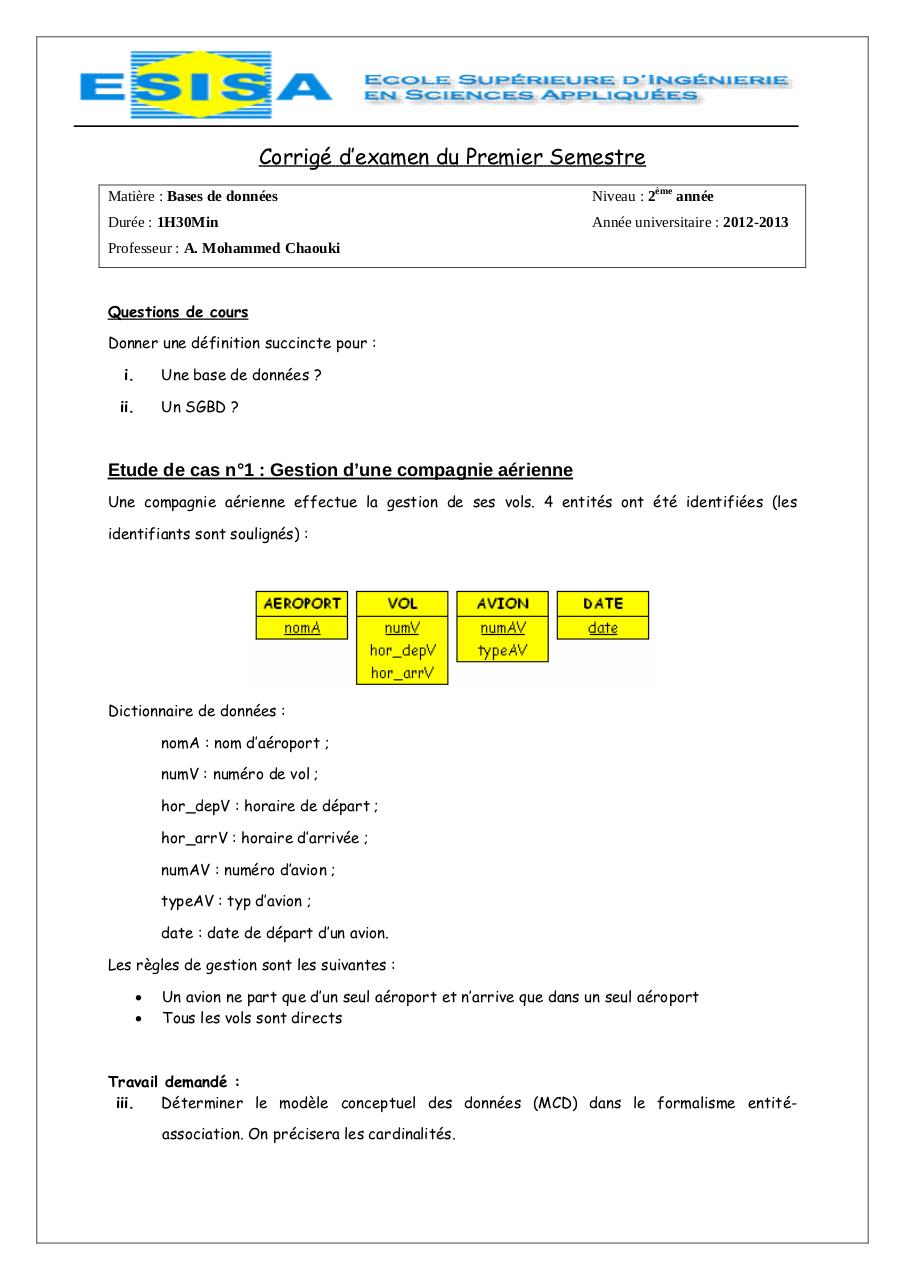 ESISA ECOLE SUPÉRIEURE D'INGÉNIERIE
EN SCIENCES APPLIQUÉES
Corrigé d'examen du Premier Semestre
Matière : Bases de données Niveau : 2ème année
Durée : 1H30Min Année universitaire : 2012-2013
Professeur : A. Mohammed Chaouki
Questions de cours
Donner une définition succincte pour :
i. Une base de données ?
ii. Un SGBD ?
Etude de cas n°1 : Gestion d'une compagnie aérienne
Une compagnie aérienne effectue la gestion de ses vols. 4 entités ont été identifiées (les
identifiants sont soulignés) :
AEROPORT VOL AVION DATE
nomA numV numAV date
hor_depV typeAV
hor_arrV
Dictionnaire de données :
nomA : nom d'aéroport ;
numV : numéro de vol ;
hor_depV : horaire de départ ;
hor_arrV : horaire d'arrivée ;
numAV : numéro d'avion ;
typeAV : typ d'avion ;
date : date de départ d'un avion.
Les règles de gestion sont les suivantes :
• Un avion ne part que d'un seul aéroport et n'arrive que dans un seul aéroport
• Tous les vols sont directs
Travail demandé :
iii. Déterminer le modèle conceptuel des données (MCD) dans le formalisme entité-
association. On précisera les cardinalités.